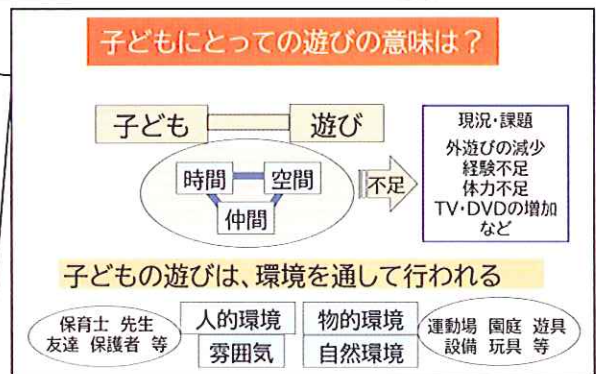 子どもにとっての遊びの意味は？
子ども 遊び
時間 空間
仲間
不足
現況・課題
外遊びの減少
経験不足
体力不足
TV・DVDの増加
など
子どもの遊びは、環境を通して行われる
保育士 先生
友達 保護者 等
人的環境 物的環境
雰囲気 自然環境
運動場 園庭 遊具
設備 玩具 等